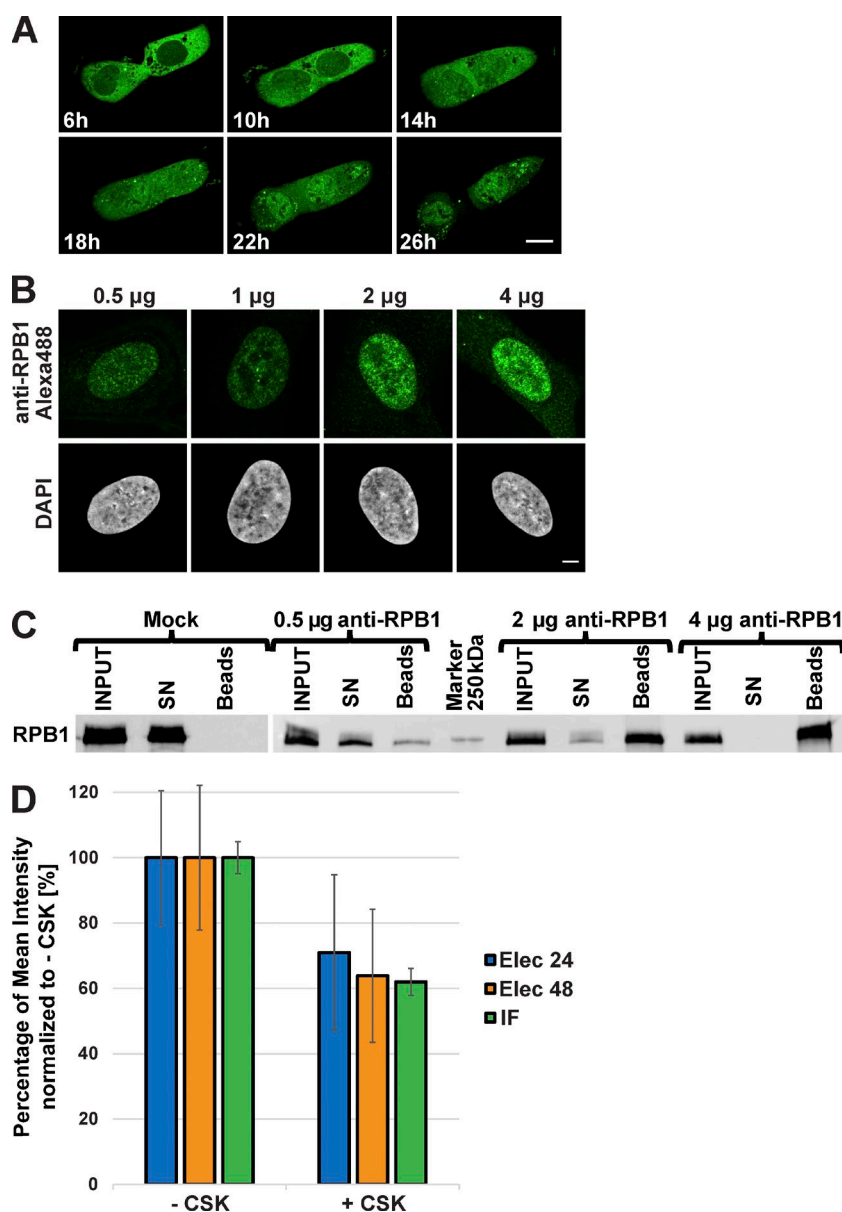 A
6h
10h
14h
18h
22h
26h
B
0.5 µg
1 µg
2 µg
4 µg
anti-RPB1
Alexa488
DAPI
C
Mock
0.5 µg anti-RPB1
2 µg anti-RPB1
4 µg anti-RPB1
INPUT
SN
Beads
INPUT
SN
Beads
Marker
250kDa
INPUT
SN
Beads
INPUT
SN
Beads
RPB1
D
Percentage of Mean Intensity
normalized to - CSK [%]
120
100
80
60
40
20
0
- CSK
+ CSK
Elec 24
Elec 48
IF